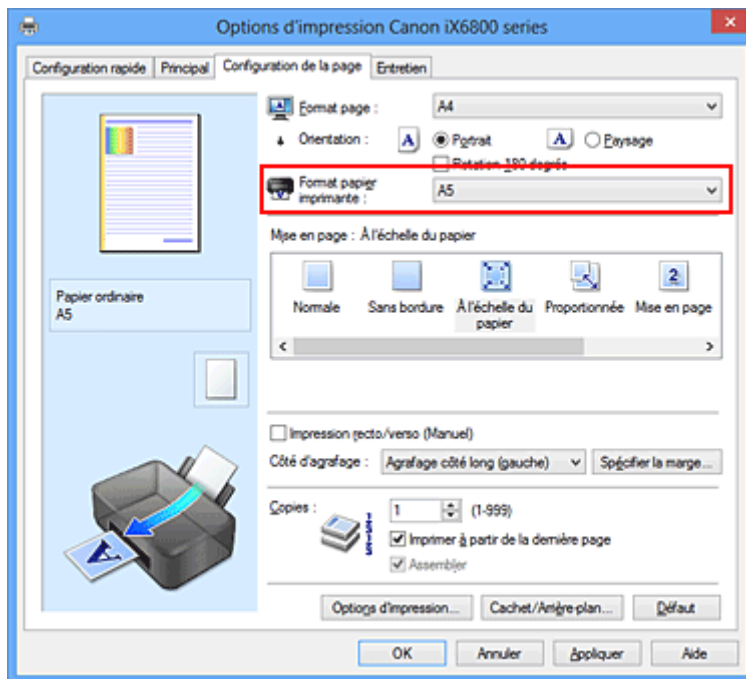 Options d'impression Canon iX6800 series
Configuration rapide Principal Configuration de la page Entretien
Format page : A4
Orientation : A Portrait A Paysage
Rotation 180 degrés
Format papier imprimante : A5
Mise en page : À l'échelle du papier
Normale Sans bordure À l'échelle du papier Proportionnée Mise en page
Papier ordinaire
A5
Impression recto/verso (Manuel)
Côté d'agrafage : Agrafage côté long (gauche) Spécifier la marge...
Copies : 1 (1-999)
Imprimer à partir de la dernière page
Assembler
Options d'impression... Cachet/Arrière-plan... Défaut
OK Annuler Appliquer Aide